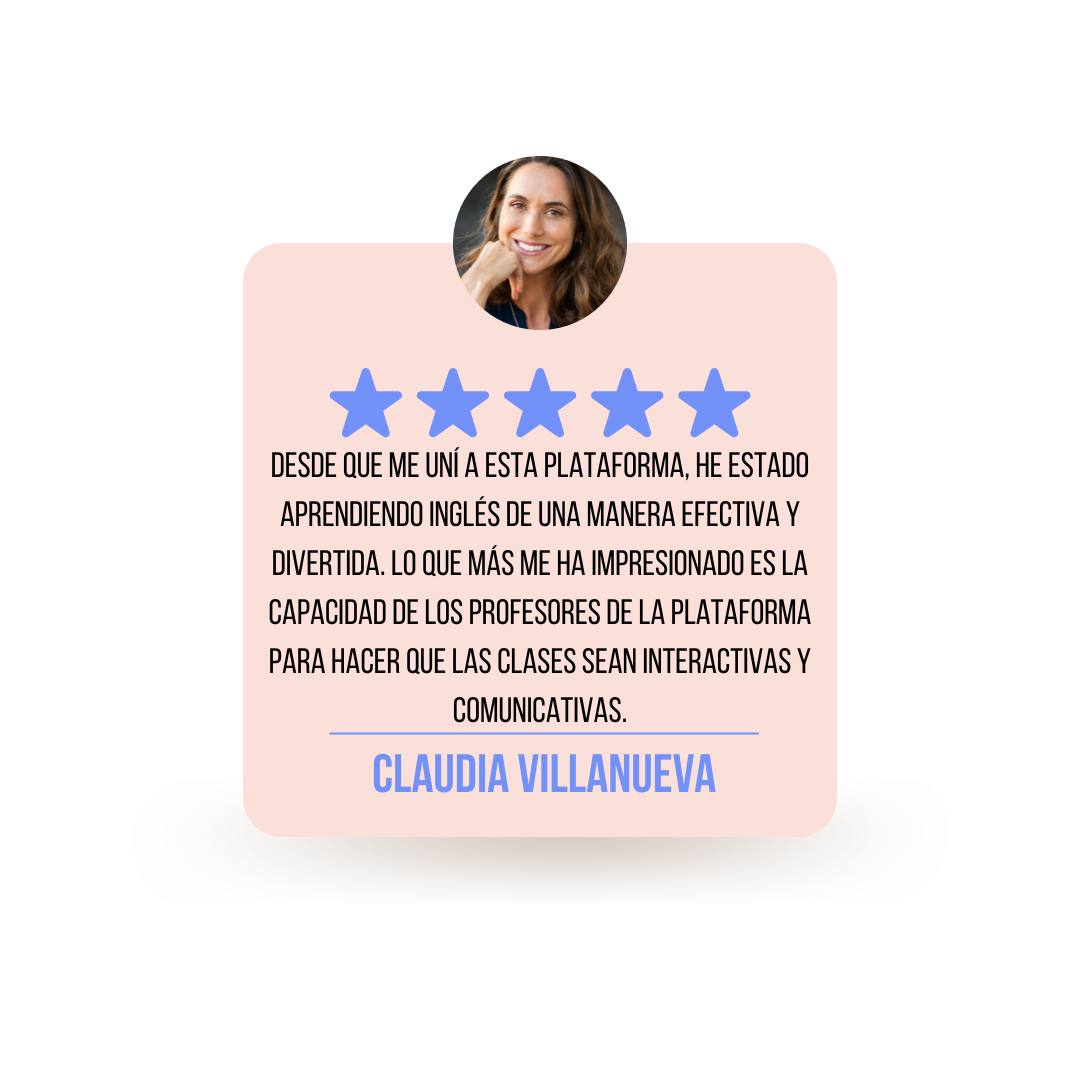 DESDE QUE ME UNÍ A ESTA PLATAFORMA, HE ESTADO
APRENDIENDO INGLÉS DE UNA MANERA EFECTIVA Y
DIVERTIDA. LO QUE MÁS ME HA IMPRESIONADO ES LA
CAPACIDAD DE LOS PROFESORES DE LA PLATAFORMA
PARA HACER QUE LAS CLASES SEAN INTERACTIVAS Y
COMUNICATIVAS.
CLAUDIA VILLANUEVA